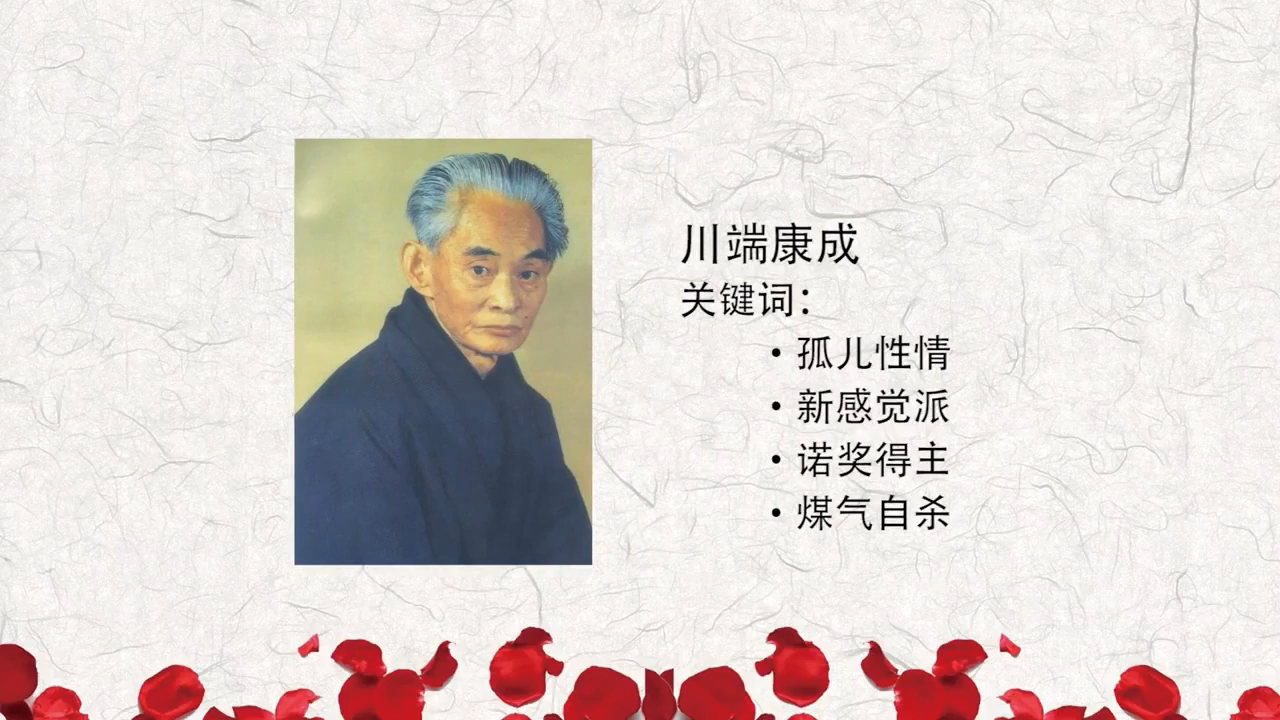 川端康成
关键词：
• 孤儿性情
• 新感觉派
• 诺奖得主
• 煤气自杀